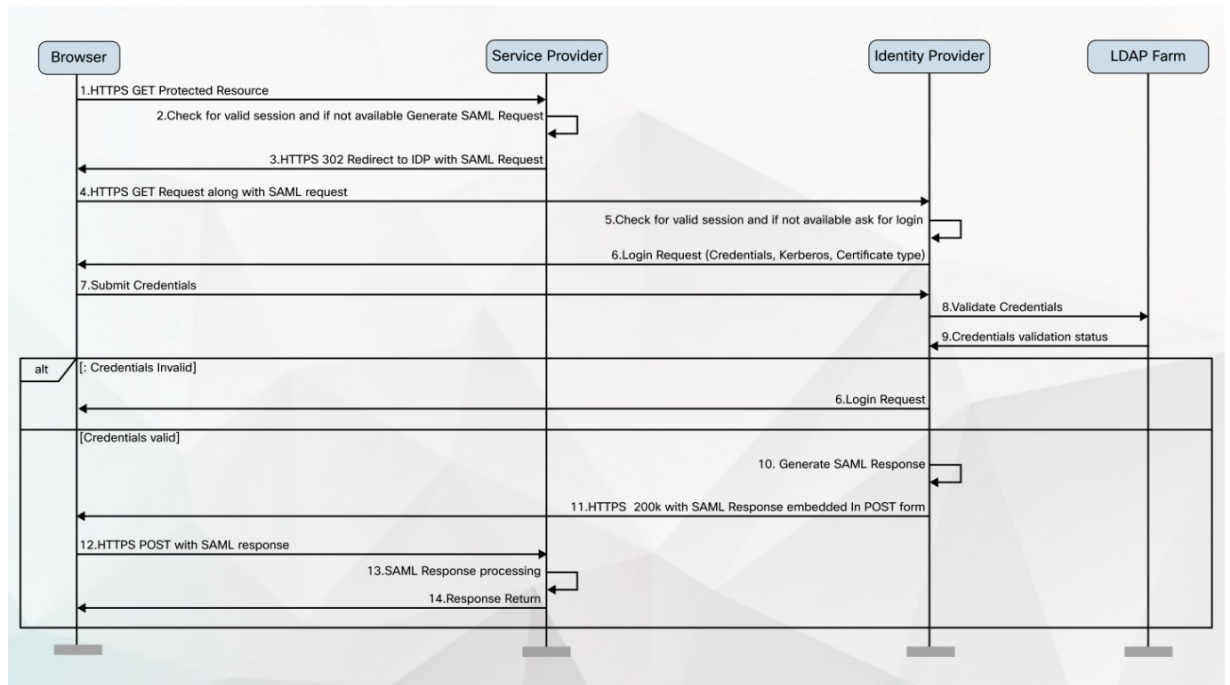 Browser
Service Provider
Identity Provider
LDAP Farm
1.HTTPS GET Protected Resource
2.Check for valid session and if not available Generate SAML Request
3.HTTPS 302 Redirect to IDP with SAML Request
4.HTTPS GET Request along with SAML request
5.Check for valid session and if not available ask for login
6.Login Request (Credentials, Kerberos, Certificate type)
7.Submit Credentials
8.Validate Credentials
9.Credentials validation status
alt
[: Credentials Invalid]
6.Login Request
[Credentials valid]
10. Generate SAML Response
11.HTTPS  200k with SAML Response embedded In POST form
12.HTTPS POST with SAML response
13.SAML Response processing
14.Response Return